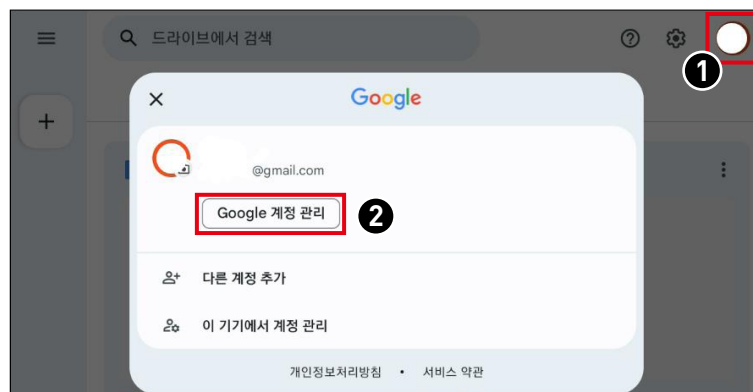 드라이브에서 검색
1
Google
@gmail.com
Google 계정 관리
2
다른 계정 추가
이 기기에서 계정 관리
개인정보처리방침 • 서비스 약관